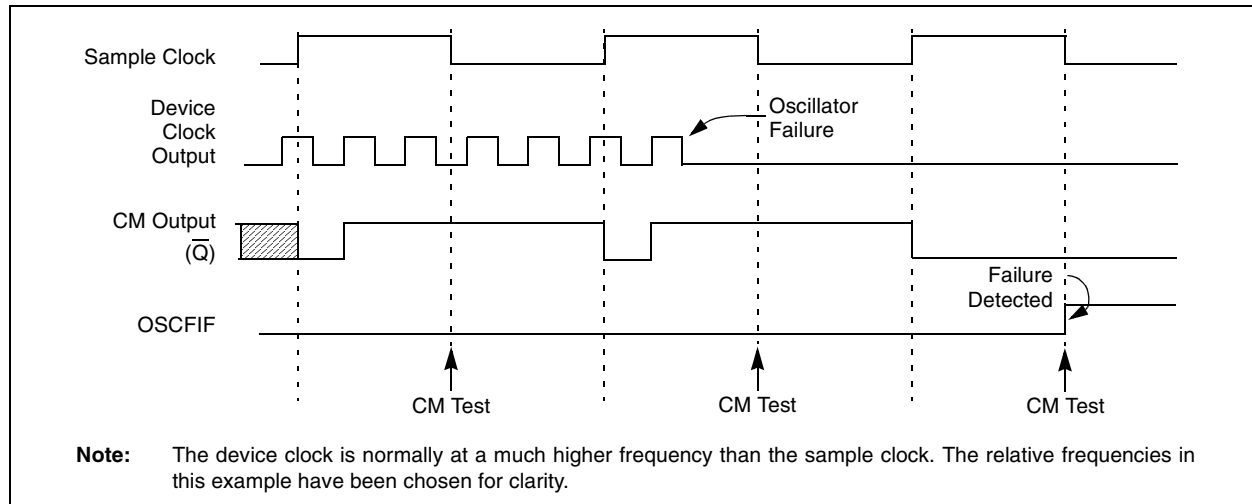 Sample Clock
Device
Clock
Output
Oscillator
Failure
CM Output
(Q̅)
Failure
Detected
OSCFIF
CM Test
CM Test
CM Test
Note: The device clock is normally at a much higher frequency than the sample clock. The relative frequencies in
this example have been chosen for clarity.